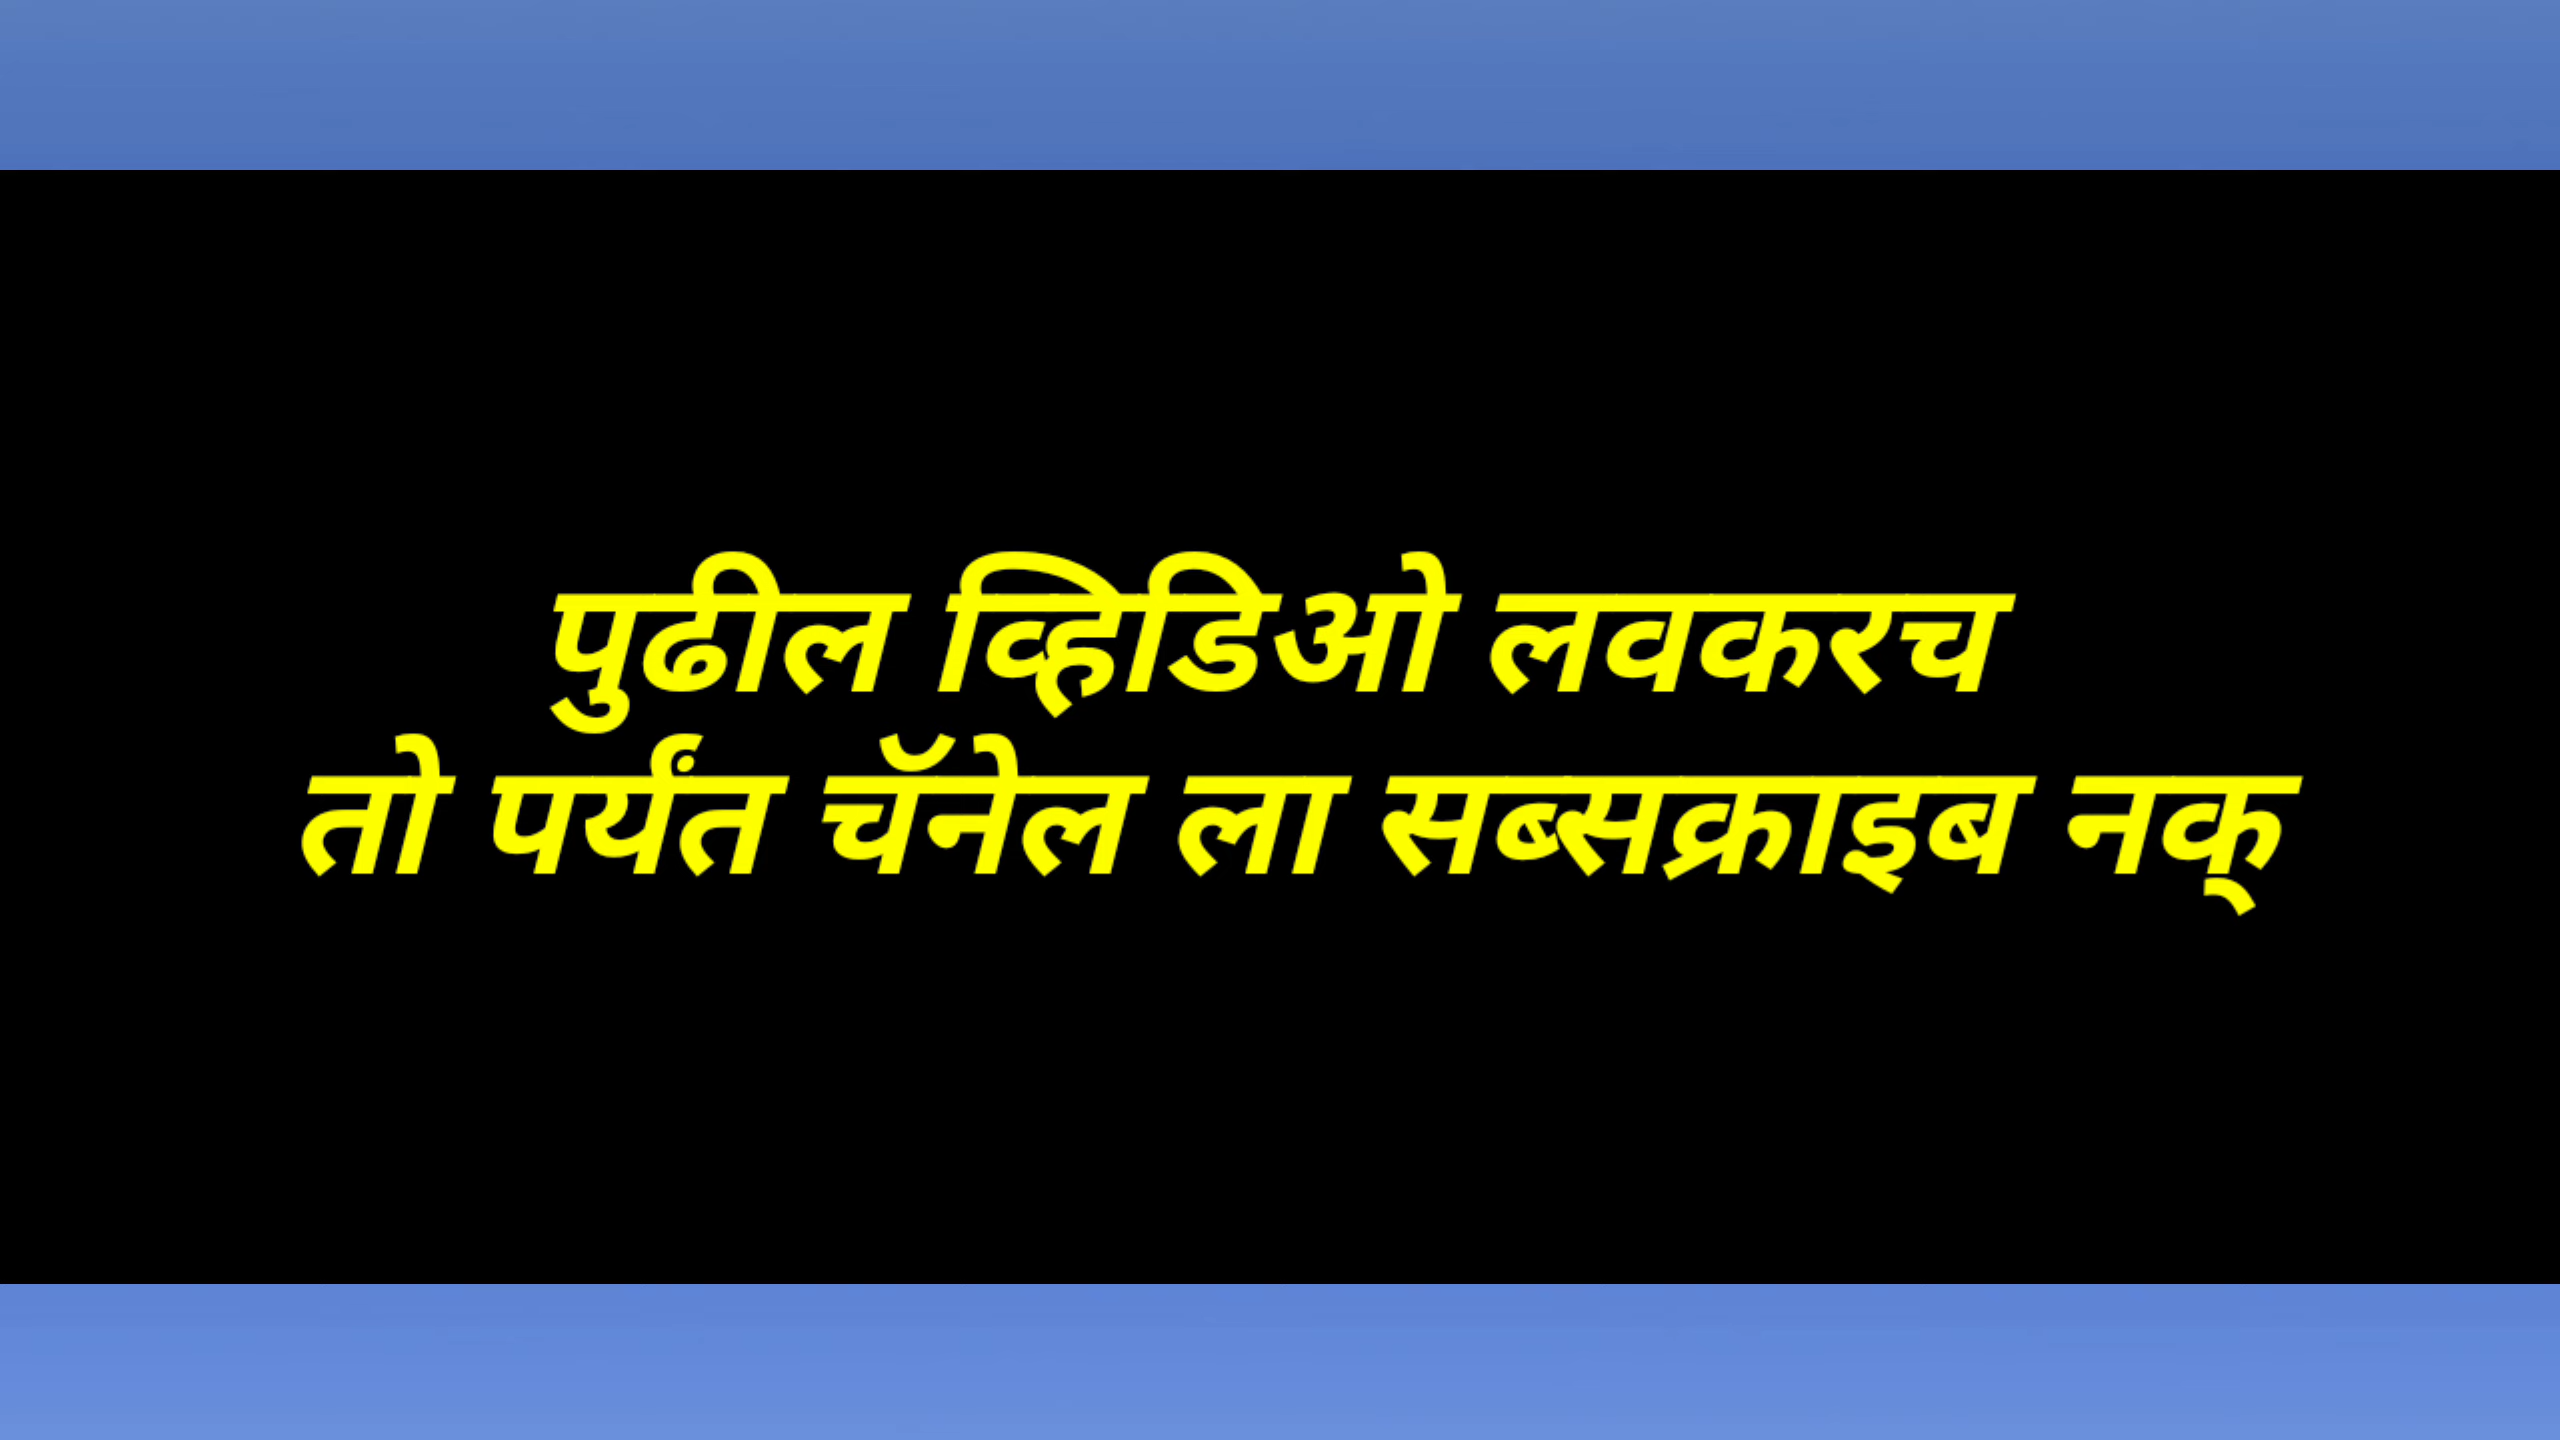 पुढील व्हिडिओ लवकरच
तो पर्यंत चॅनेल ला सब्सक्राइब नक्